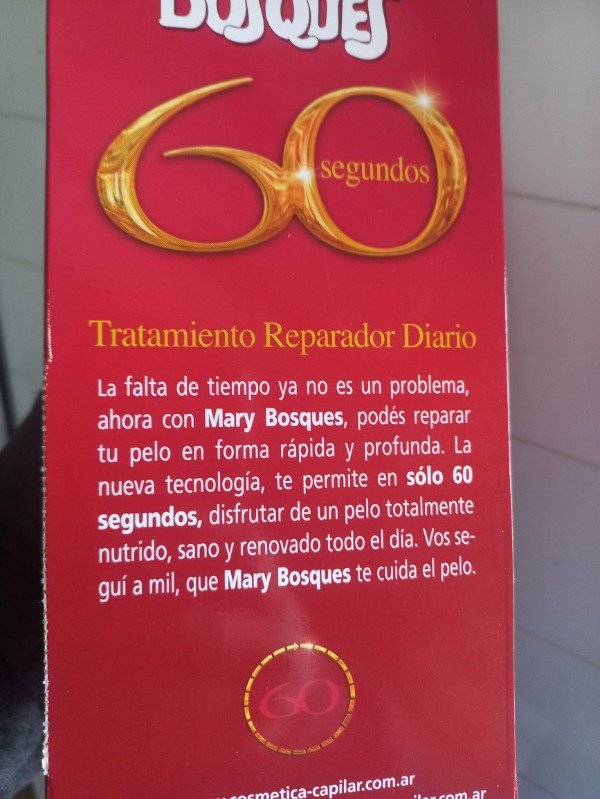 BOSQUES
60
segundos
Tratamiento Reparador Diario
La falta de tiempo ya no es un problema,
ahora con Mary Bosques, podés reparar
tu pelo en forma rápida y profunda. La
nueva tecnología, te permite en sólo 60
segundos, disfrutar de un pelo totalmente
nutrido, sano y renovado todo el día. Vos se-
guí a mil, que Mary Bosques te cuida el pelo.
60
cosmetica-capilar.com.ar
capilar.com.ar